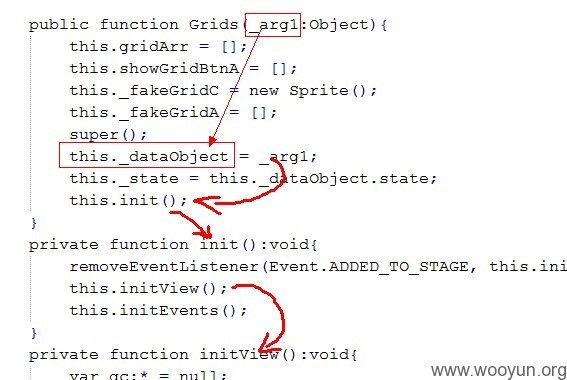 public function Grids(_arg1:Object){
this.gridArr = [];
this.showGridBtnA = [];
this._fakeGridC = new Sprite();
this._fakeGridA = [];
super();
this._dataObject = _arg1;
this._state = this._dataObject.state;
this.init();
}
private function init():void{
removeEventListener(Event.ADDED_TO_STAGE, this.ini
this.initView();
this.initEvents();
}
private function initView():void{
var gc:* = null;
www.wooyun.org